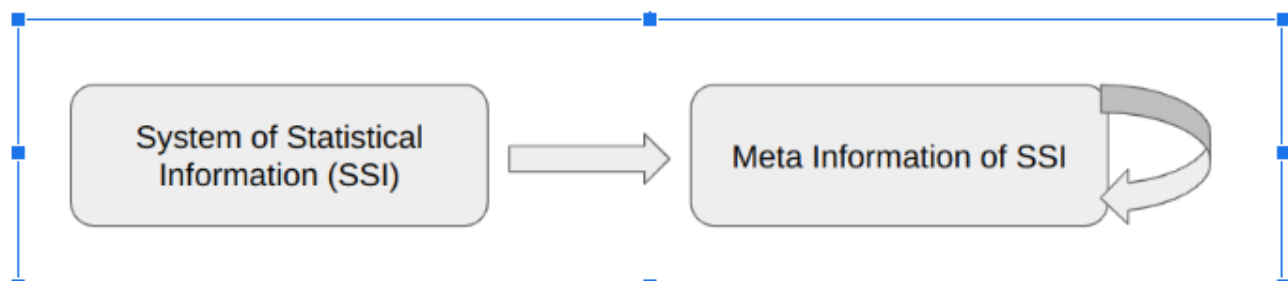 System of Statistical
Information (SSI)
Meta Information of SSI